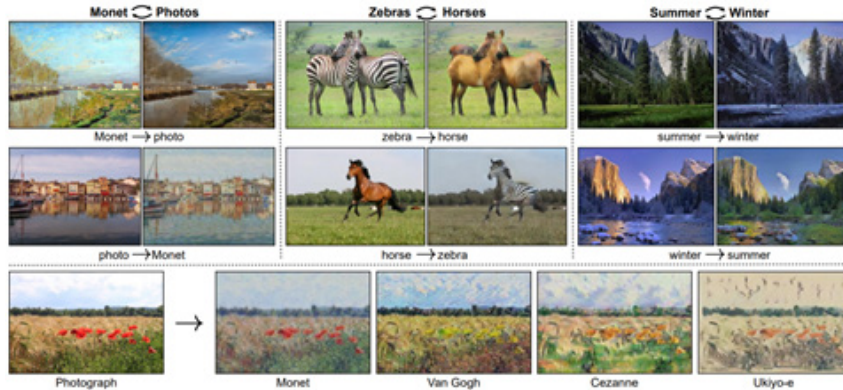 Monet Photos
Zebras Horses
Summer Winter
Monet → photo
zebra → horse
summer → winter
photo → Monet
horse → zebra
winter → summer
Photograph
Monet
Van Gogh
Cezanne
Ukiyo-e